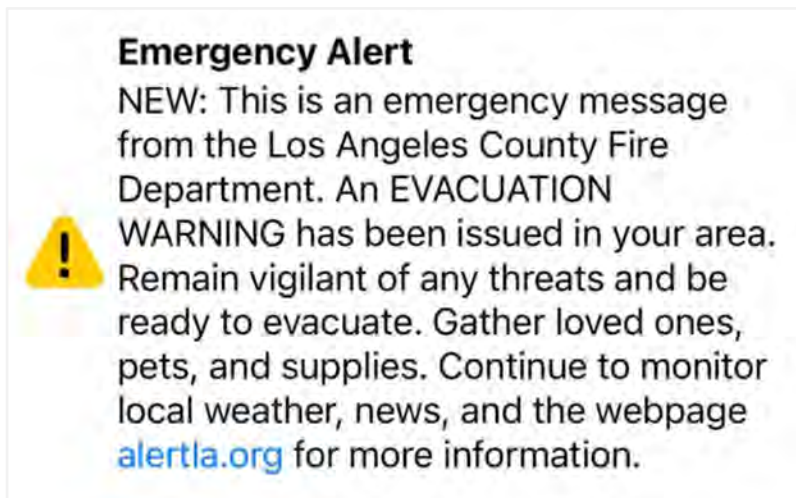 Emergency Alert
NEW: This is an emergency message
from the Los Angeles County Fire
Department. An EVACUATION
WARNING has been issued in your area.
Remain vigilant of any threats and be
ready to evacuate. Gather loved ones,
pets, and supplies. Continue to monitor
local weather, news, and the webpage
alertla.org for more information.